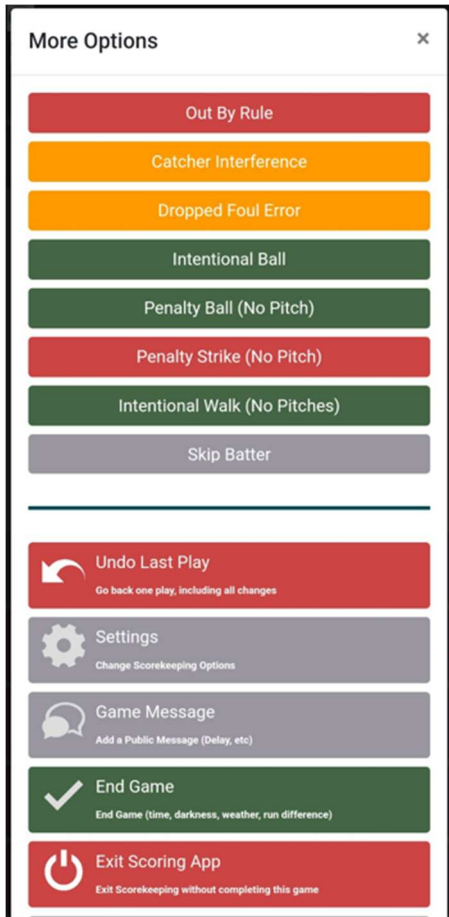 More Options
×
Out By Rule
Catcher Interference
Dropped Foul Error
Intentional Ball
Penalty Ball (No Pitch)
Penalty Strike (No Pitch)
Intentional Walk (No Pitches)
Skip Batter
Undo Last Play
Go back one play, including all changes
Settings
Change Scorekeeping Options
Game Message
Add a Public Message (Delay, etc)
End Game
End Game (time, darkness, weather, run difference)
Exit Scoring App
Exit Scorekeeping without completing this game